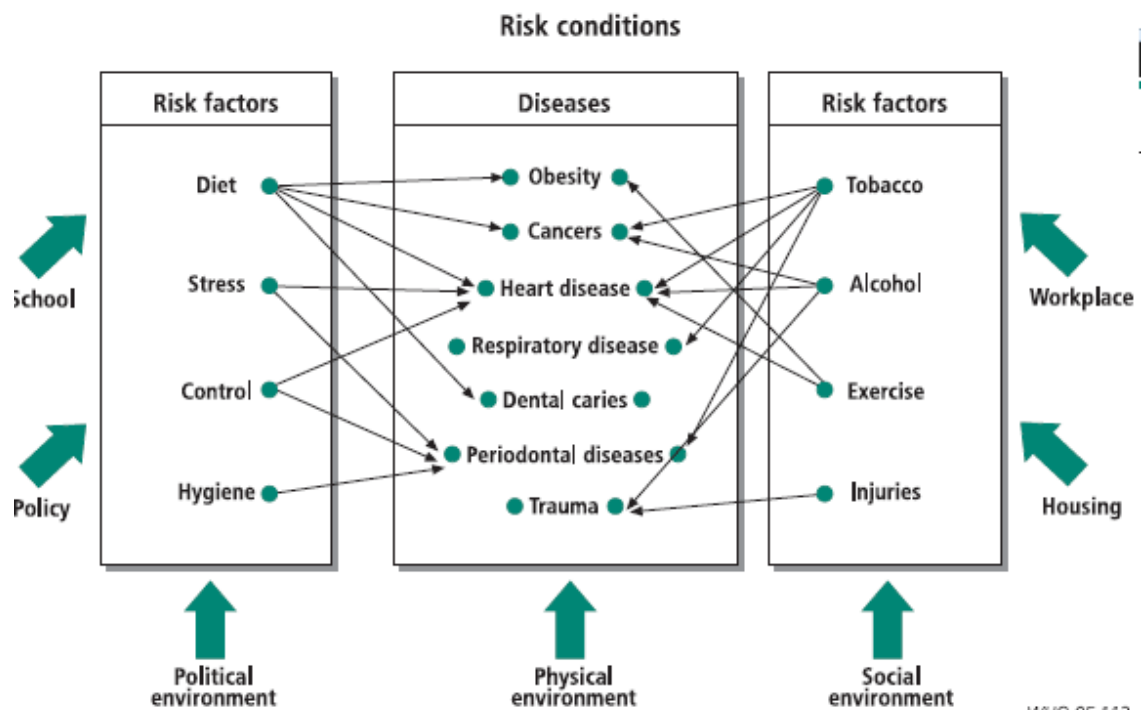 Risk conditions
Risk factors
Diseases
Risk factors
Diet
Stress
Control
Hygiene
Obesity
Cancers
Heart disease
Respiratory disease
Dental caries
Periodontal diseases
Trauma
Tobacco
Alcohol
Exercise
Injuries
School
Policy
Workplace
Housing
Political
environment
Physical
environment
Social
environment